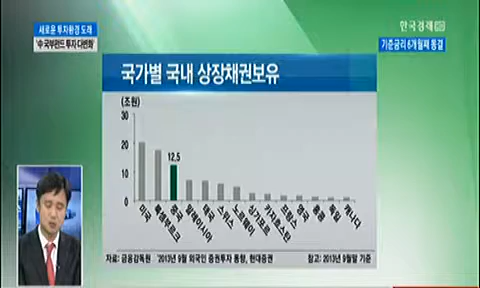 새로운 투자환경 도래
'中 국부펀드 투자 다변화'
한국경제TV
기준금리 6개월째 동결
국가별 국내 상장채권보유
(조원)
30
20
10
0
12.5
미국
룩셈부르크
중국
말레이시아
태국
스위스
노르웨이
싱가포르
카자흐스탄
프랑스
영국
홍콩
독일
캐나다
자료: 금융감독원 '2013년 9월 외국인 증권투자 동향, 현대증권
참고: 2013년 9월말 기준